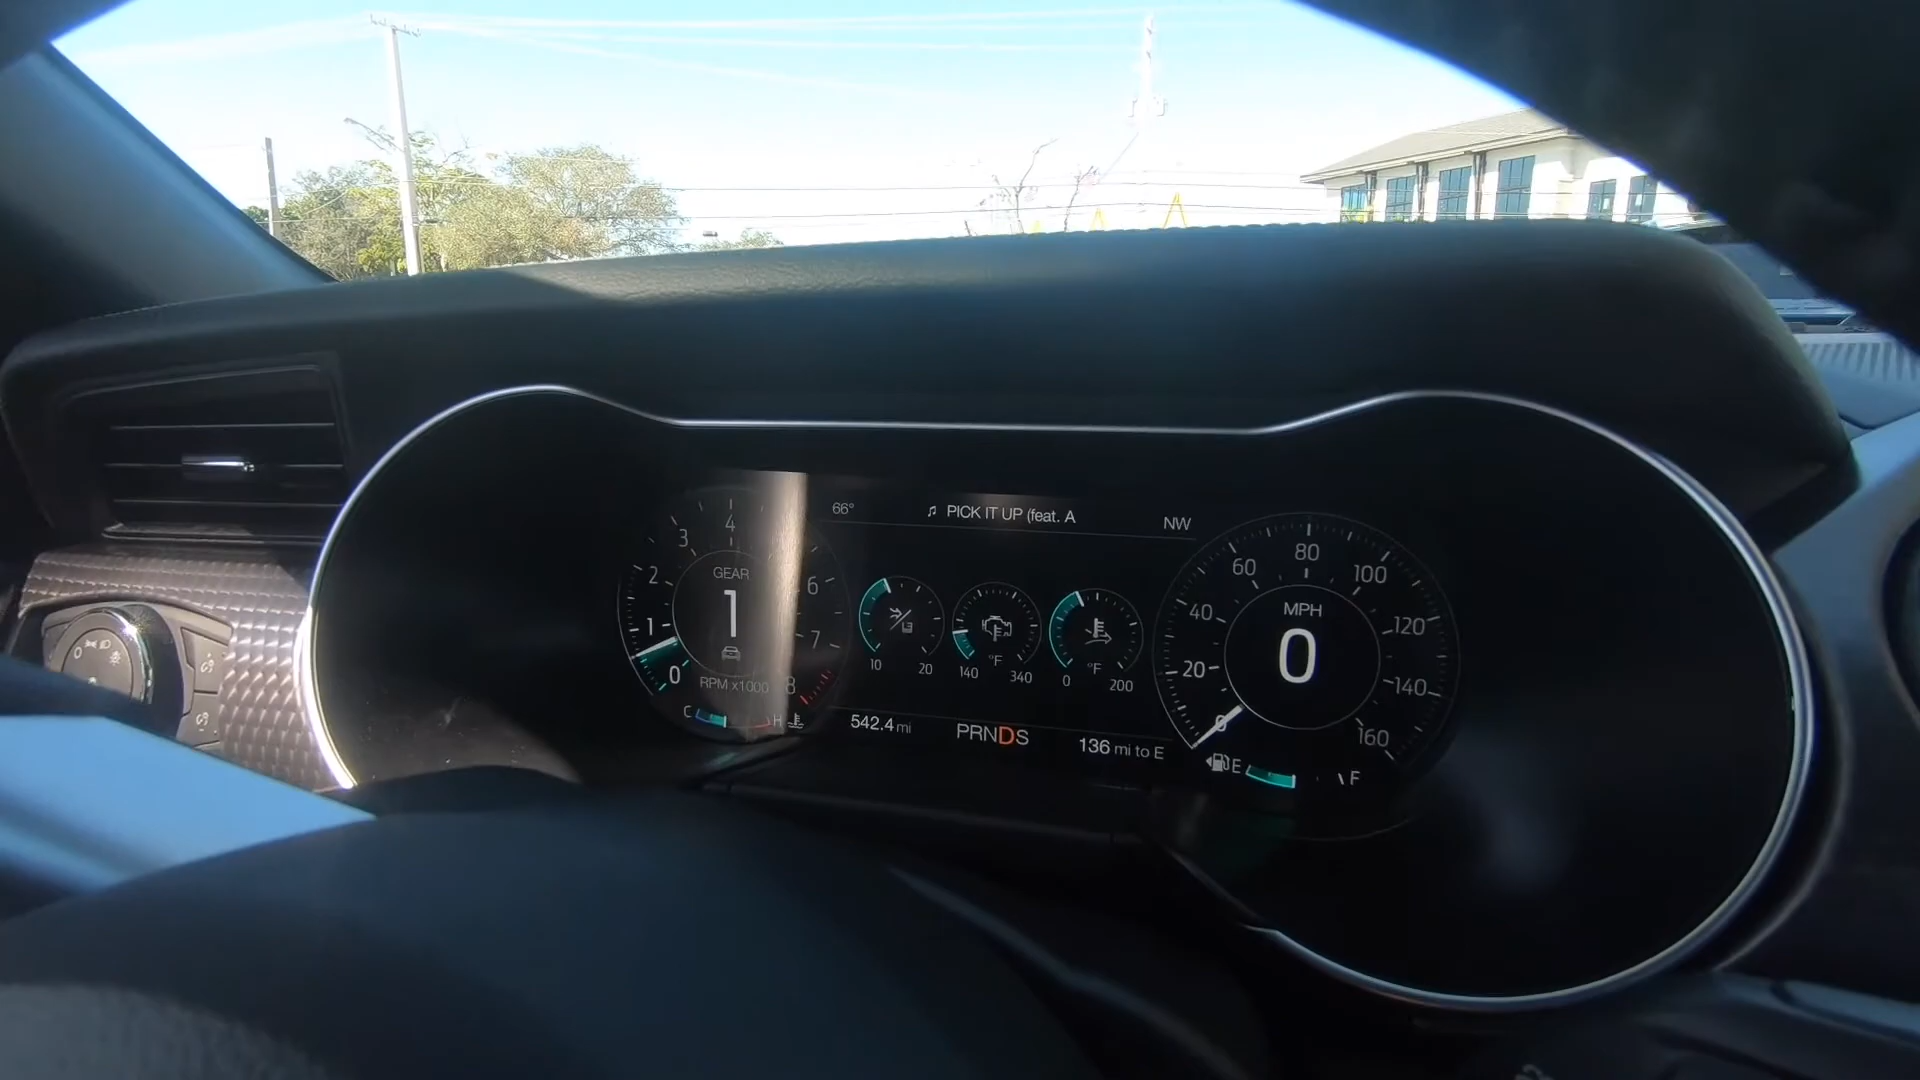 66°
♫ PICK IT UP (feat. A
NW
4
3
2
1
0
6
7
8
GEAR
1
RPM x1000
C
H
10
20
140
°F
340
0
°F
200
542.4 mi
PRNDS
136 mi to E
MPH
0
0
20
40
60
80
100
120
140
160
E
F
0